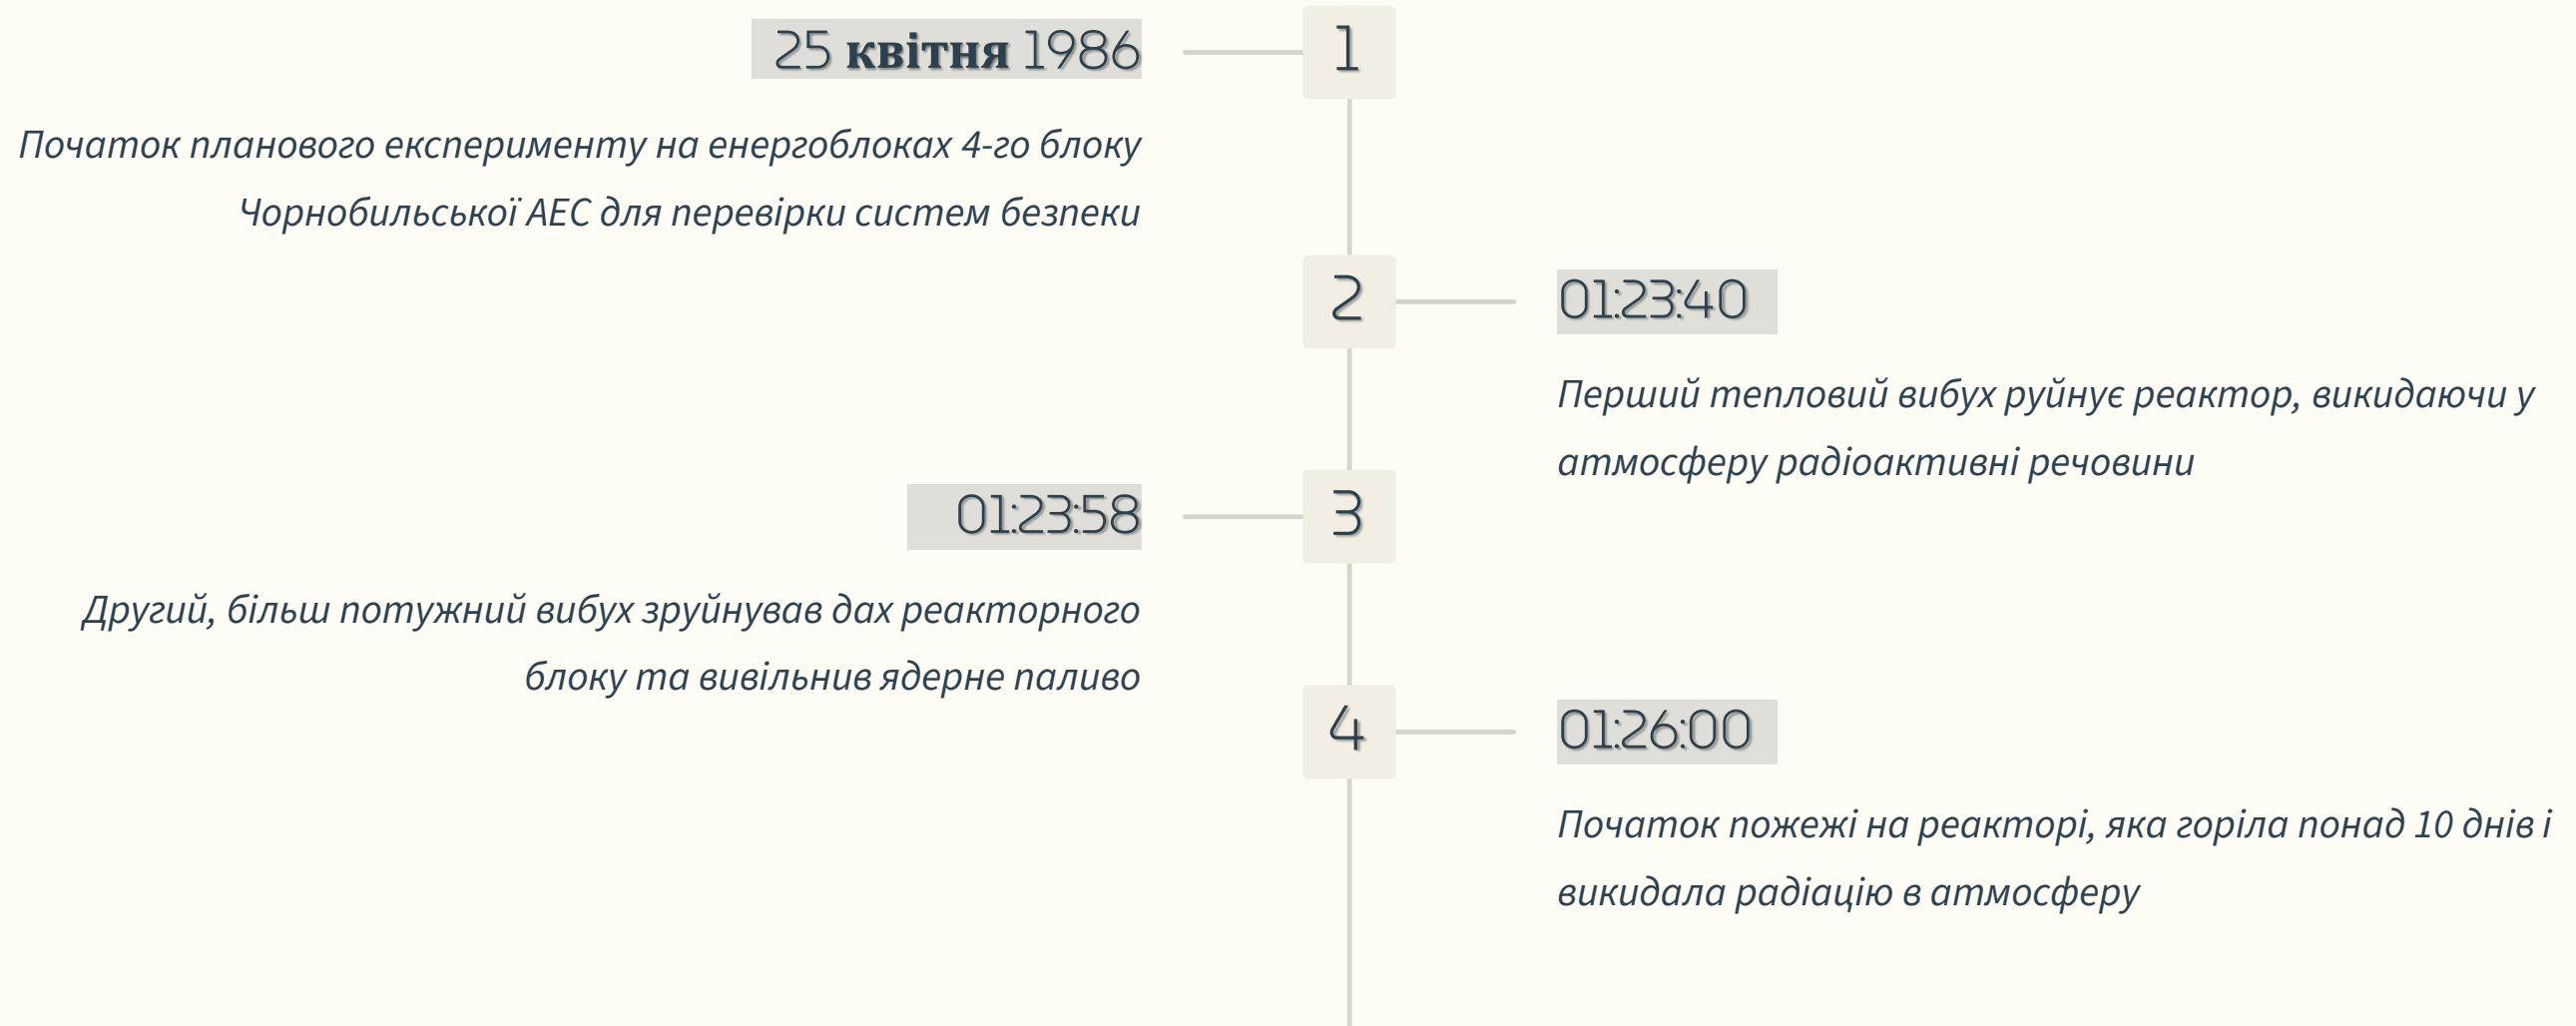 25 квітня 1986
1
Початок планового експерименту на енергоблоках 4-го блоку
Чорнобильської АЕС для перевірки систем безпеки
2
01:23:40
Перший тепловий вибух руйнує реактор, викидаючи у
атмосферу радіоактивні речовини
01:23:58
3
Другий, більш потужний вибух зруйнував дах реакторного
блоку та вивільнив ядерне паливо
4
01:26:00
Початок пожежі на реакторі, яка горіла понад 10 днів і
викидала радіацію в атмосферу